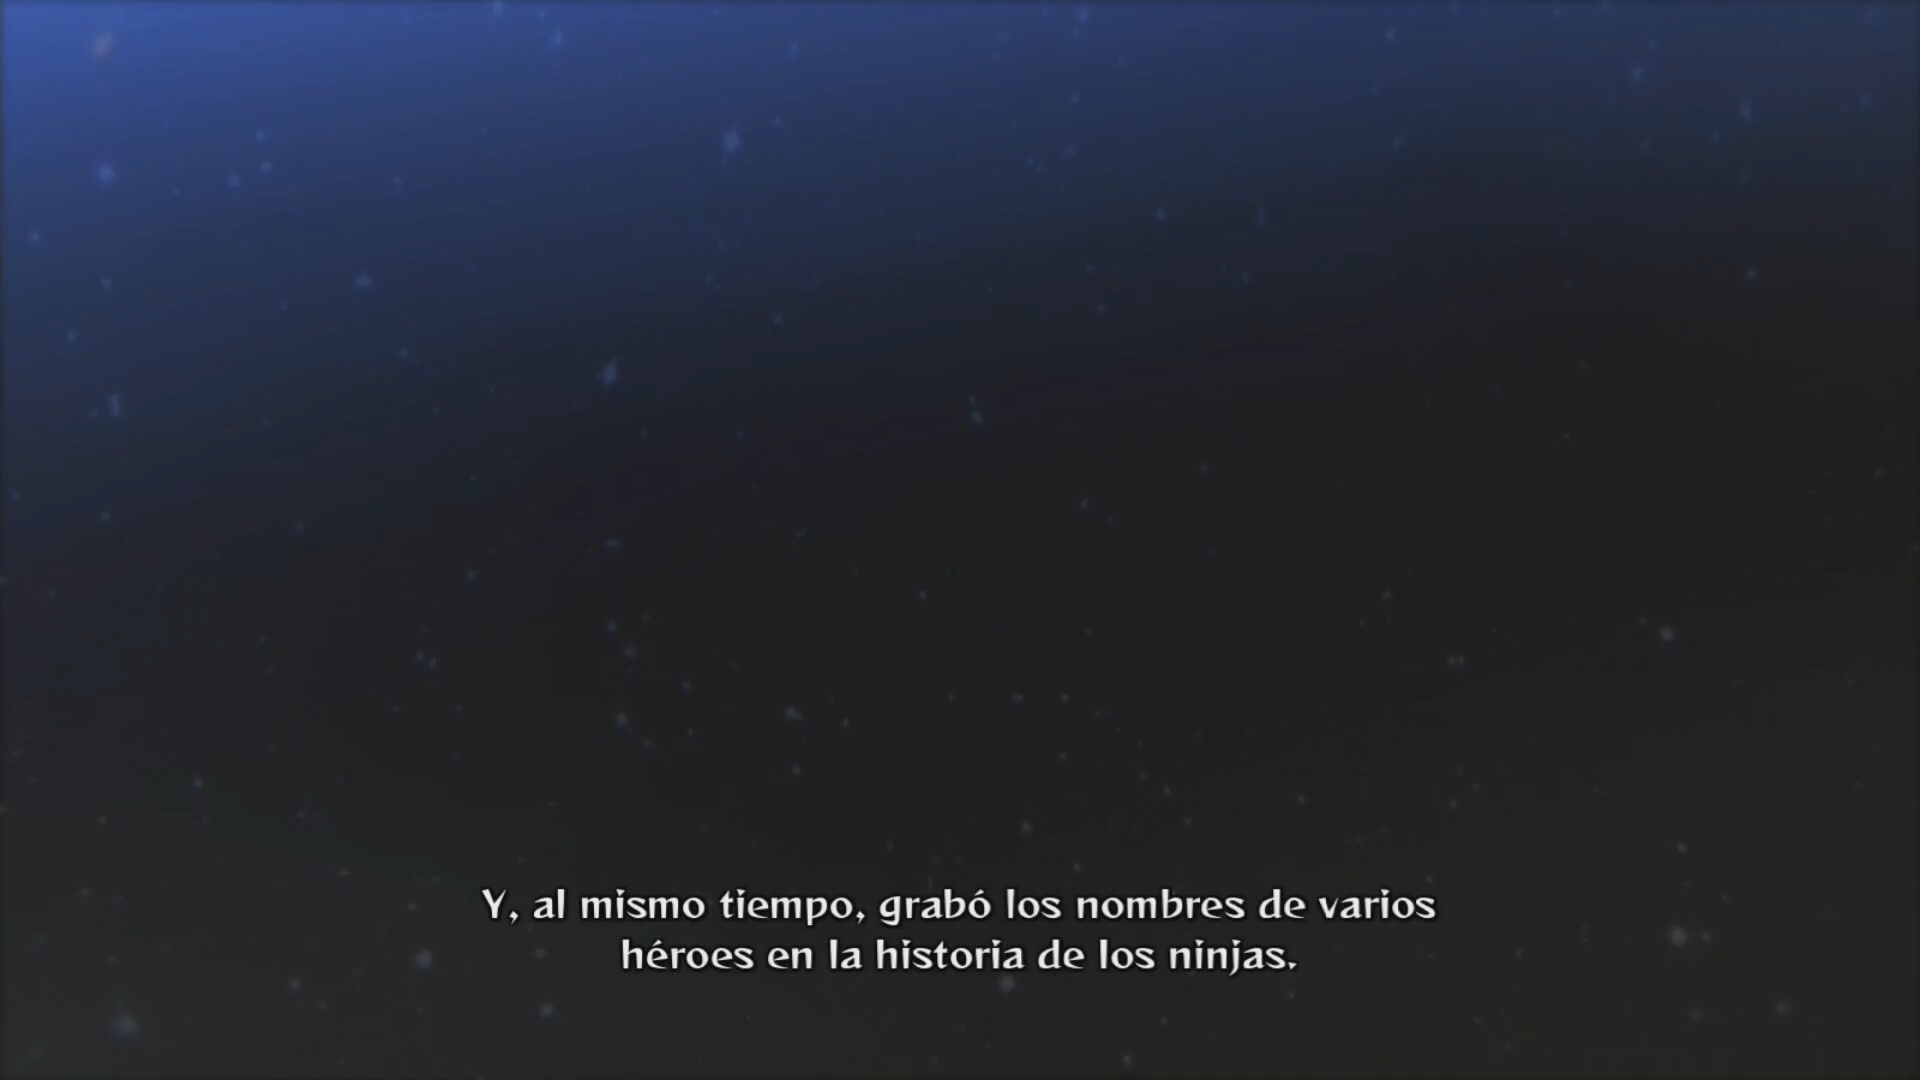 Y, al mismo tiempo, grabó los nombres de varios
héroes en la historia de los ninjas.